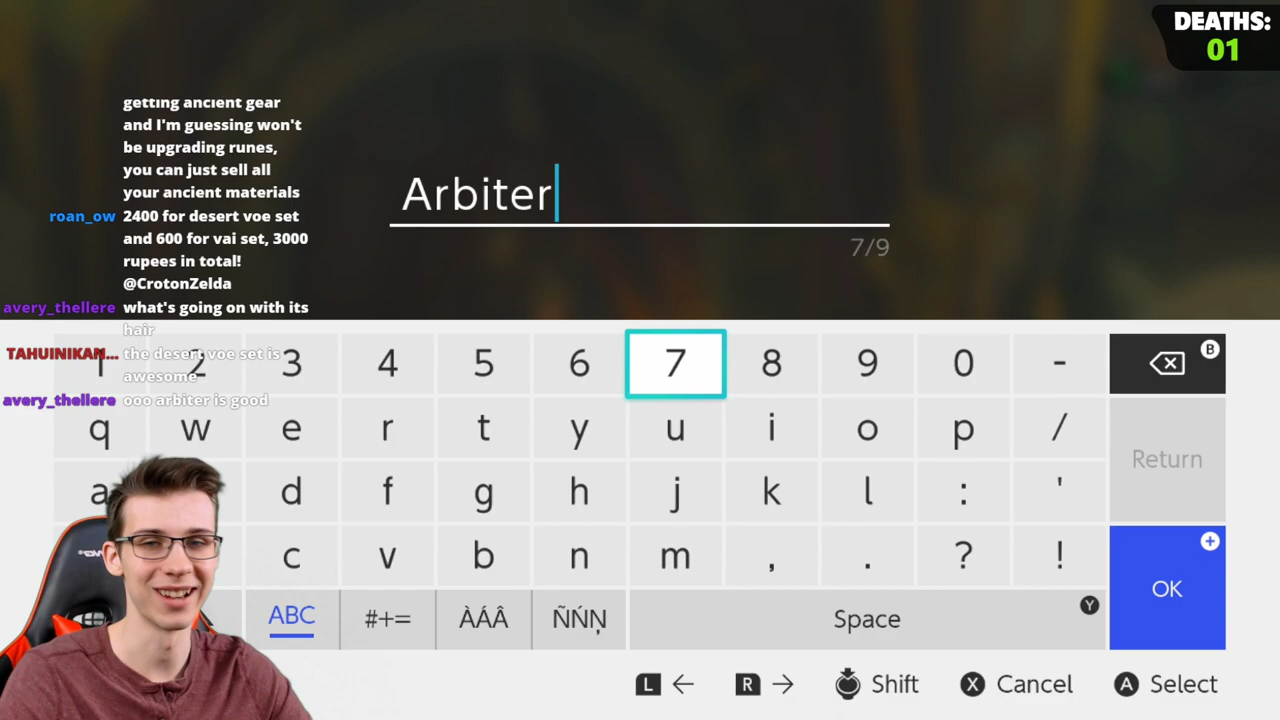 DEATHS:
01
getting ancient gear
and I'm guessing won't
be upgrading runes,
you can just sell all
your ancient materials
roan_ow 2400 for desert voe set
and 600 for vai set, 3000
rupees in total!
@CrotonZelda
avery_thellere what's going on with its
hair
TAHUINIKAN... the desert voe set is
awesome
avery_thellere ooo arbiter is good
Arbiter
7/9
1 2 3 4 5 6 7 8 9 0 - B
q w e r t y u i o p / Return
a d f g h j k l : '
c v b n m , . ? ! + OK
ABC #+= ÀÁÂ ÑŃŅ Space Y
L ← R → Shift X Cancel A Select